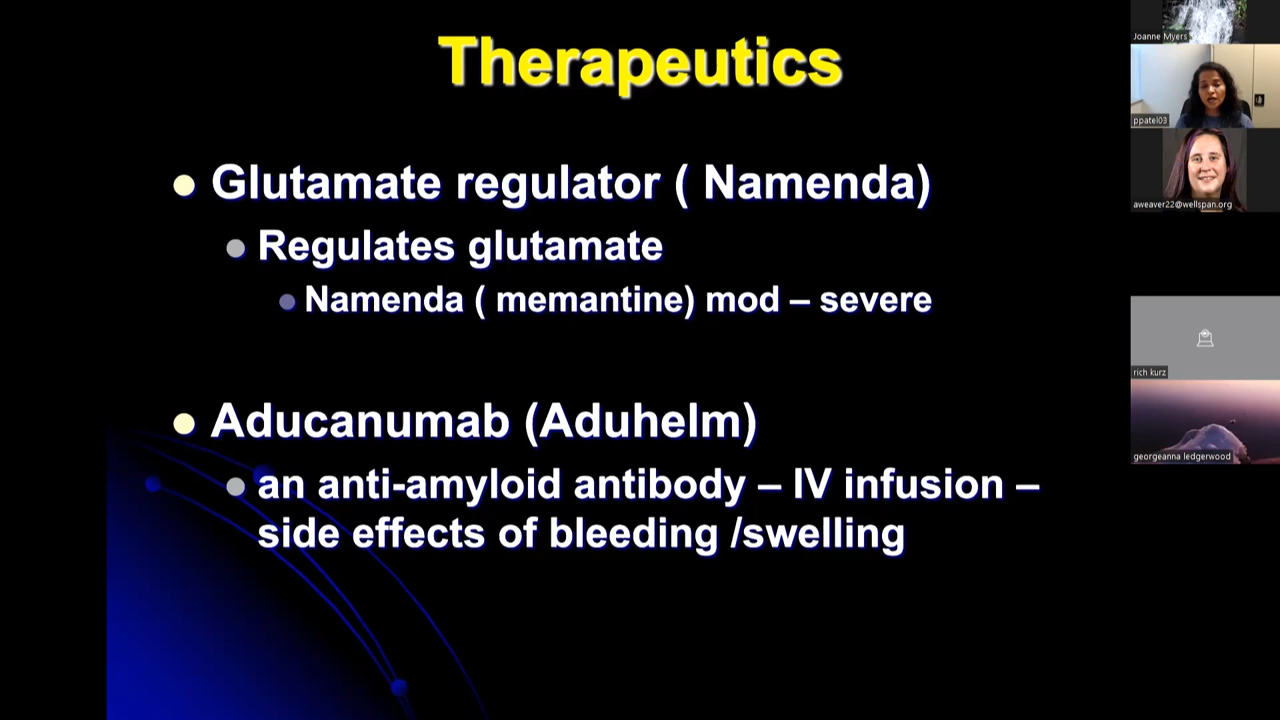 Therapeutics
Glutamate regulator ( Namenda)
Regulates glutamate
Namenda ( memantine) mod – severe
Aducanumab (Aduhelm)
an anti-amyloid antibody – IV infusion –
side effects of bleeding /swelling
Joanne Myers
ppatel03
aweaver22@wellspan.org
rich kurz
georgeanna ledgerwood